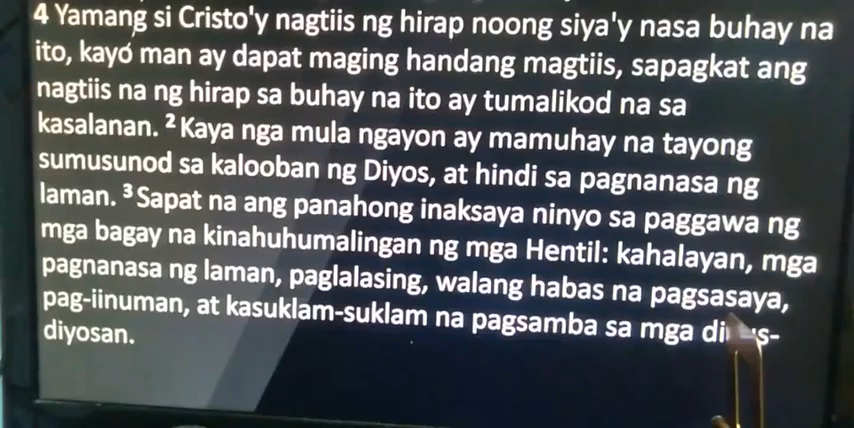 4 Yamang si Cristo'y nagtiis ng hirap noong siya'y nasa buhay na
ito, kayo man ay dapat maging handang magtiis, sapagkat ang
nagtiis na ng hirap sa buhay na ito ay tumalikod na sa
kasalanan. 2 Kaya nga mula ngayon ay mamuhay na tayong
sumusunod sa kalooban ng Diyos, at hindi sa pagnanasa ng
laman. 3 Sapat na ang panahong inaksaya ninyo sa paggawa ng
mga bagay na kinahuhumalingan ng mga Hentil: kahalayan, mga
pagnanasa ng laman, paglalasing, walang habas na pagsasaya,
pag-iinuman, at kasuklam-suklam na pagsamba sa mga
diyosan.